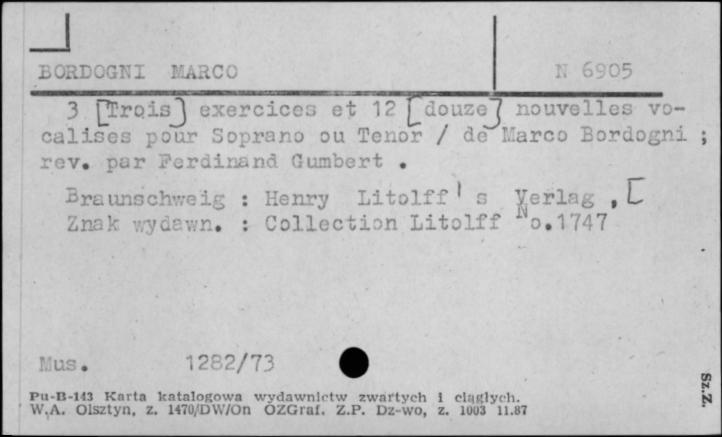 BORDOGNI MARCO N 6905
3 [Trois] exercices et 12 [douze] nouvelles vo-
calises pour Soprano ou Tenor / de Marco Bordogni ;
rev. par Ferdinand Gumbert .
Braunschweig : Henry Litolff's Verlag , [
Znak wydawn. : Collection Litolff No.1747
Mus. 1282/73
Pu-B-143 Karta katalogowa wydawnictw zwartych i ciągłych.
W.A. Olsztyn, z. 1470/DW/On OZGraf. Z.P. Dz-wo, z. 1003 11.87
Sz.Z.